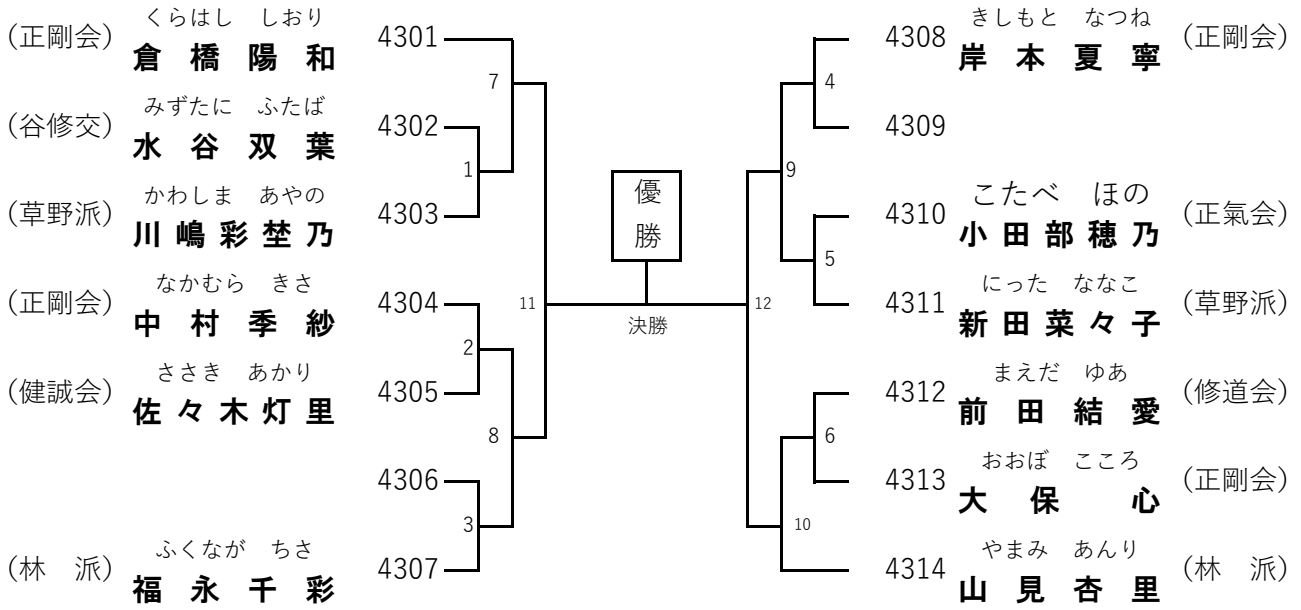 くらはし しおり
(正剛会) 倉橋陽和 4301
7
みずたに ふたば
(谷修交) 水谷双葉 4302
1
かわしま あやの
(草野派) 川嶋彩埜乃 4303
なかむら きさ
(正剛会) 中村季紗 4304
11
2
ささき あかり
(健誠会) 佐々木灯里 4305
8
4306
3
ふくなが ちさ
(林 派) 福永千彩 4307
優
勝
決勝
きしもと なつね
4308 岸本夏寧 (正剛会)
4
4309
9
こたべ ほの
4310 小田部穂乃 (正氣会)
5
にった ななこ
4311 新田菜々子 (草野派)
12
まえだ ゆあ
4312 前田結愛 (修道会)
6
おおぼ こころ
4313 大保 心 (正剛会)
10
やまみ あんり
4314 山見杏里 (林 派)